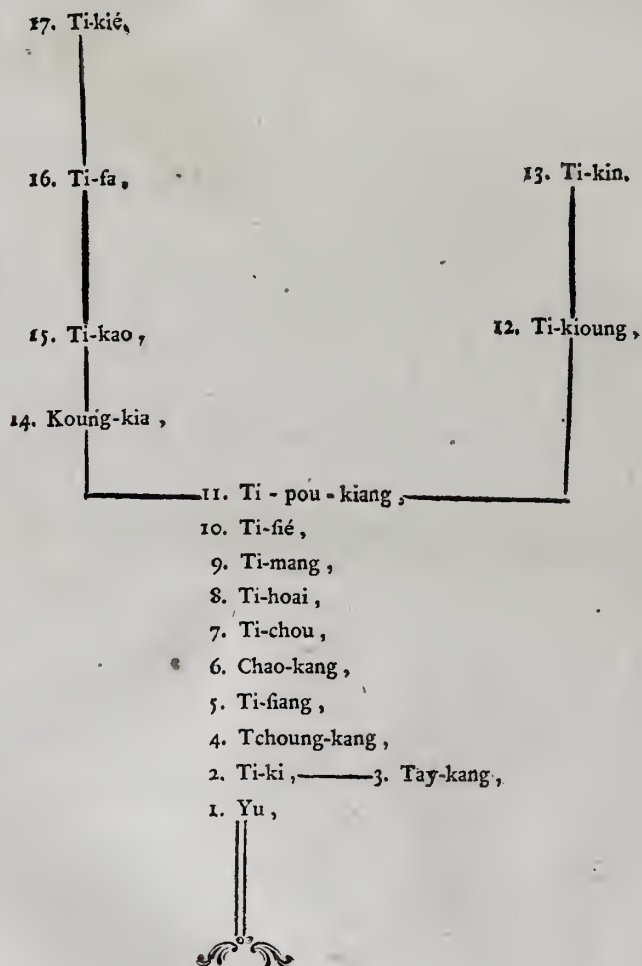 17. Ti-kié,
16. Ti-fa, 13. Ti-kin.
15. Ti-kao, 12. Ti-kioung,
14. Koung-kia,
11. Ti-pou-kiang,
10. Ti-ſié,
9. Ti-mang,
8. Ti-hoai,
7. Ti-chou,
6. Chao-kang,
5. Ti-ſiang,
4. Tchoung-kang,
2. Ti-ki, 3. Tay-kang,
1. Yu,